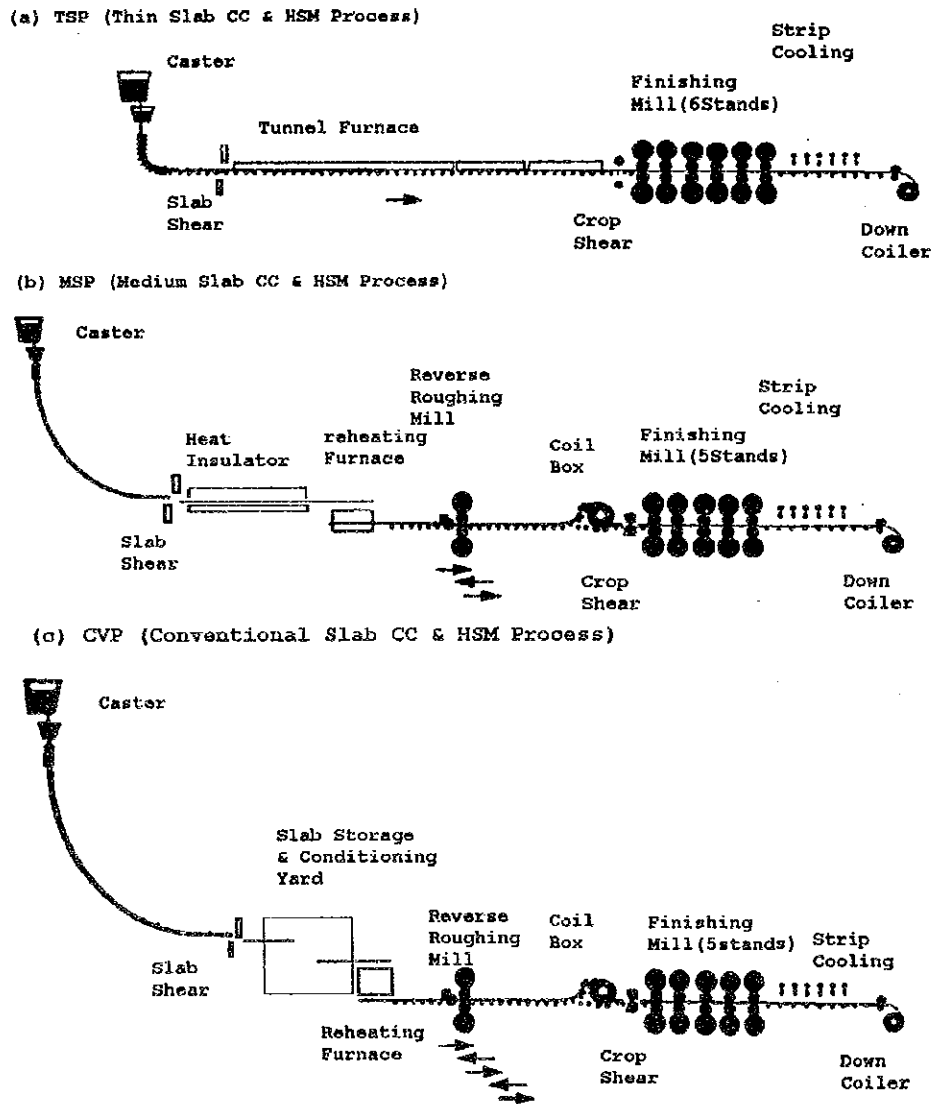 (a) TSP (Thin Slab CC & HSM Process)
Strip
Cooling
Caster
Finishing
Mill(6Stands)
Tunnel Furnace
Slab
Shear
Crop
Shear
Down
Coiler
(b) MSP (Medium Slab CC & HSM Process)
Caster
Reverse
Roughing
Mill
Strip
Cooling
Heat
Insulator
reheating
Furnace
Coil
Box
Finishing
Mill(5Stands)
Slab
Shear
Crop
Shear
Down
Coiler
(c) CVP (Conventional Slab CC & HSM Process)
Caster
Slab Storage
& Conditioning
Yard
Reverse
Roughing
Mill
Coil
Box
Finishing
Mill(5stands)
Strip
Cooling
Slab
Shear
Reheating
Furnace
Crop
Shear
Down
Coiler